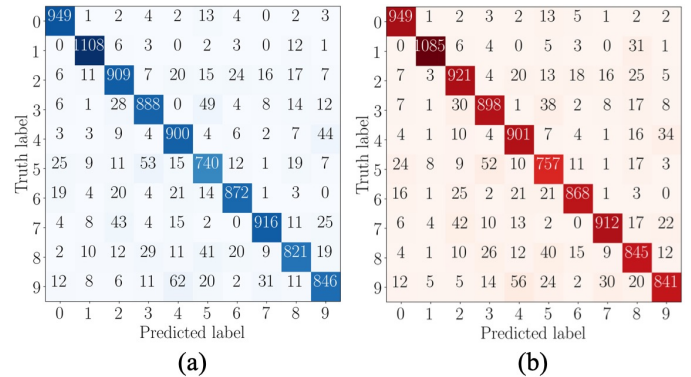 0 949 1 2 4 2 13 4 0 2 3
1 0 1108 6 3 0 2 3 0 12 1
2 6 11 909 7 20 15 24 16 17 7
3 6 1 28 888 0 49 4 8 14 12
4 3 3 9 4 900 4 6 2 7 44
5 25 9 11 53 15 740 12 1 19 7
6 19 4 20 4 21 14 872 1 3 0
7 4 8 43 4 15 2 0 916 11 25
8 2 10 12 29 11 41 20 9 821 19
9 12 8 6 11 62 20 2 31 11 846
0 1 2 3 4 5 6 7 8 9
Truth label
Predicted label
(a)
0 949 1 2 3 2 13 5 1 2 2
1 0 1085 6 4 0 5 3 0 31 1
2 7 3 921 4 20 13 18 16 25 5
3 7 1 30 898 1 38 2 8 17 8
4 4 1 10 4 901 7 4 1 16 34
5 24 8 9 52 10 757 11 1 17 3
6 16 1 25 2 21 21 868 1 3 0
7 6 4 42 10 13 2 0 912 17 22
8 4 1 10 26 12 40 15 9 845 12
9 12 5 5 14 56 24 2 30 20 841
0 1 2 3 4 5 6 7 8 9
Truth label
Predicted label
(b)